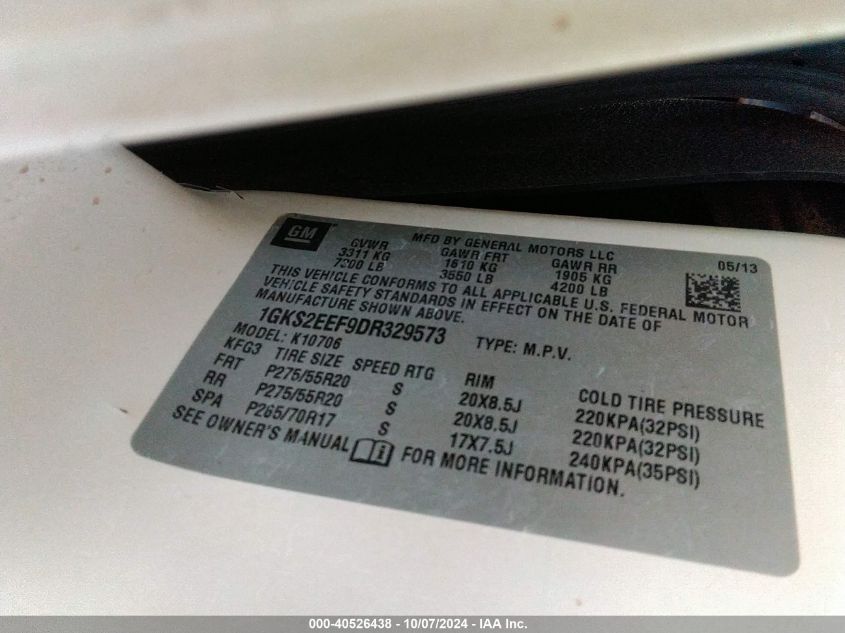 GM
MFD BY GENERAL MOTORS LLC
05/13
GVWR GAWR FRT GAWR RR
3311 KG 1610 KG 1905 KG
7300 LB 3550 LB 4200 LB
THIS VEHICLE CONFORMS TO ALL APPLICABLE U.S. FEDERAL MOTOR
VEHICLE SAFETY STANDARDS IN EFFECT ON THE DATE OF
MANUFACTURE SHOWN ABOVE.
1GKS2EEF9DR329573 TYPE: M.P.V.
MODEL: K10706
KFG3 TIRE SIZE SPEED RTG RIM COLD TIRE PRESSURE
FRT P275/55R20 S 20X8.5J 220KPA(32PSI)
RR P275/55R20 S 20X8.5J 220KPA(32PSI)
SPA P265/70R17 S 17X7.5J 240KPA(35PSI)
SEE OWNER'S MANUAL FOR MORE INFORMATION.
000-40526438 - 10/07/2024 - IAA Inc.